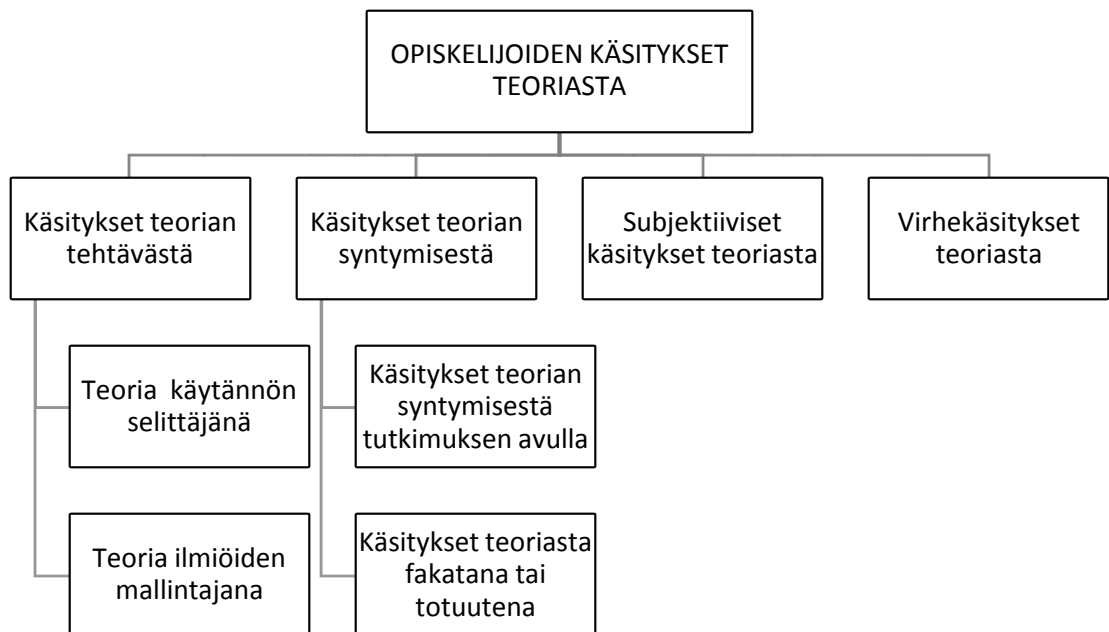 OPISKELIJOIDEN KÄSITYKSET
TEORIASTA
Käsitykset teorian
tehtävästä
Käsitykset teorian
syntymisestä
Subjektiiviset
käsitykset teoriasta
Virhekäsitykset
teoriasta
Teoria käytännön
selittäjänä
Käsitykset teorian
syntymisestä
tutkimuksen avulla
Teoria ilmiöiden
mallintajana
Käsitykset teoriasta
fakatana tai
totuutena